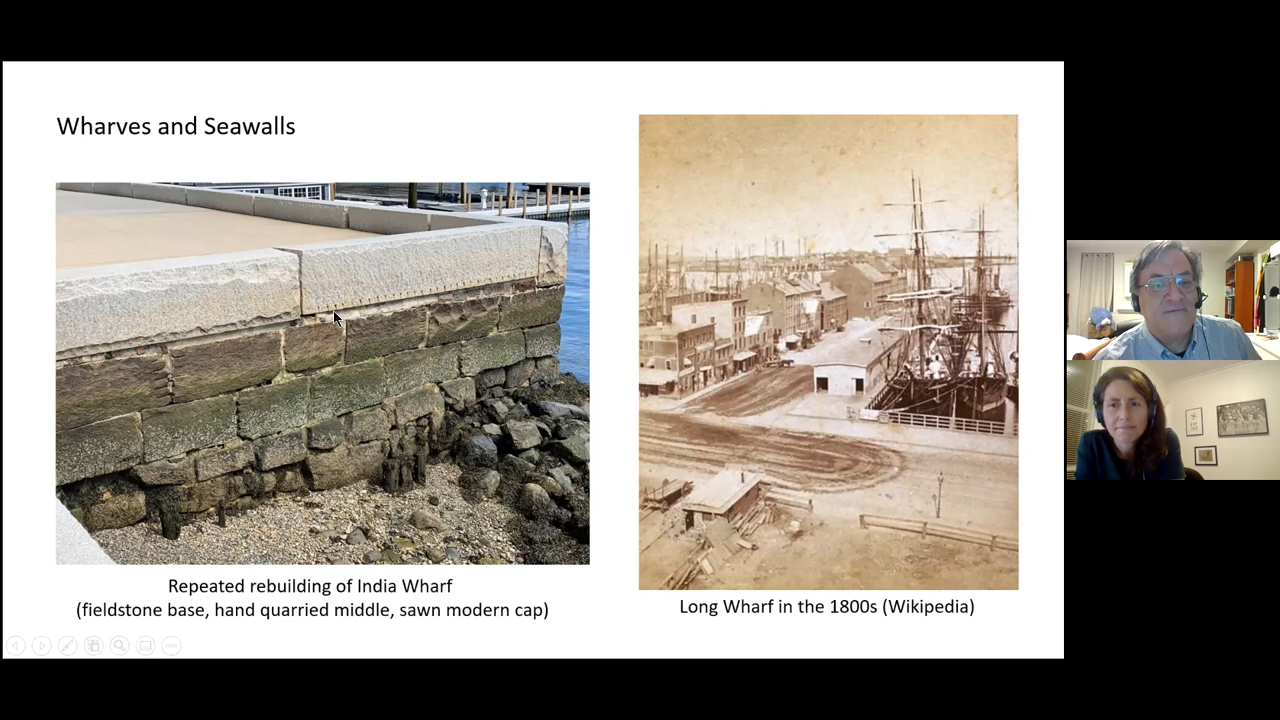 Wharves and Seawalls
Repeated rebuilding of India Wharf
(fieldstone base, hand quarried middle, sawn modern cap)
Long Wharf in the 1800s (Wikipedia)